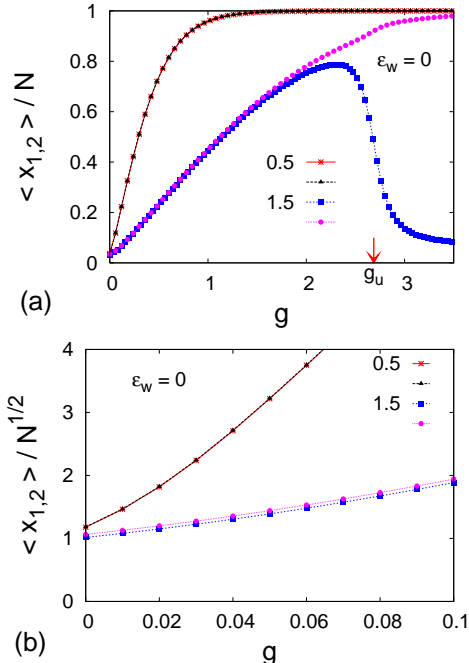 1
0.8
0.6
0.4
0.2
0
0 1 2 3
< x1,2 > / N
εw = 0
0.5
1.5
gu
g
(a)
4
3
2
1
0
0 0.02 0.04 0.06 0.08 0.1
< x1,2 > / N^1/2
εw = 0
0.5
1.5
g
(b)